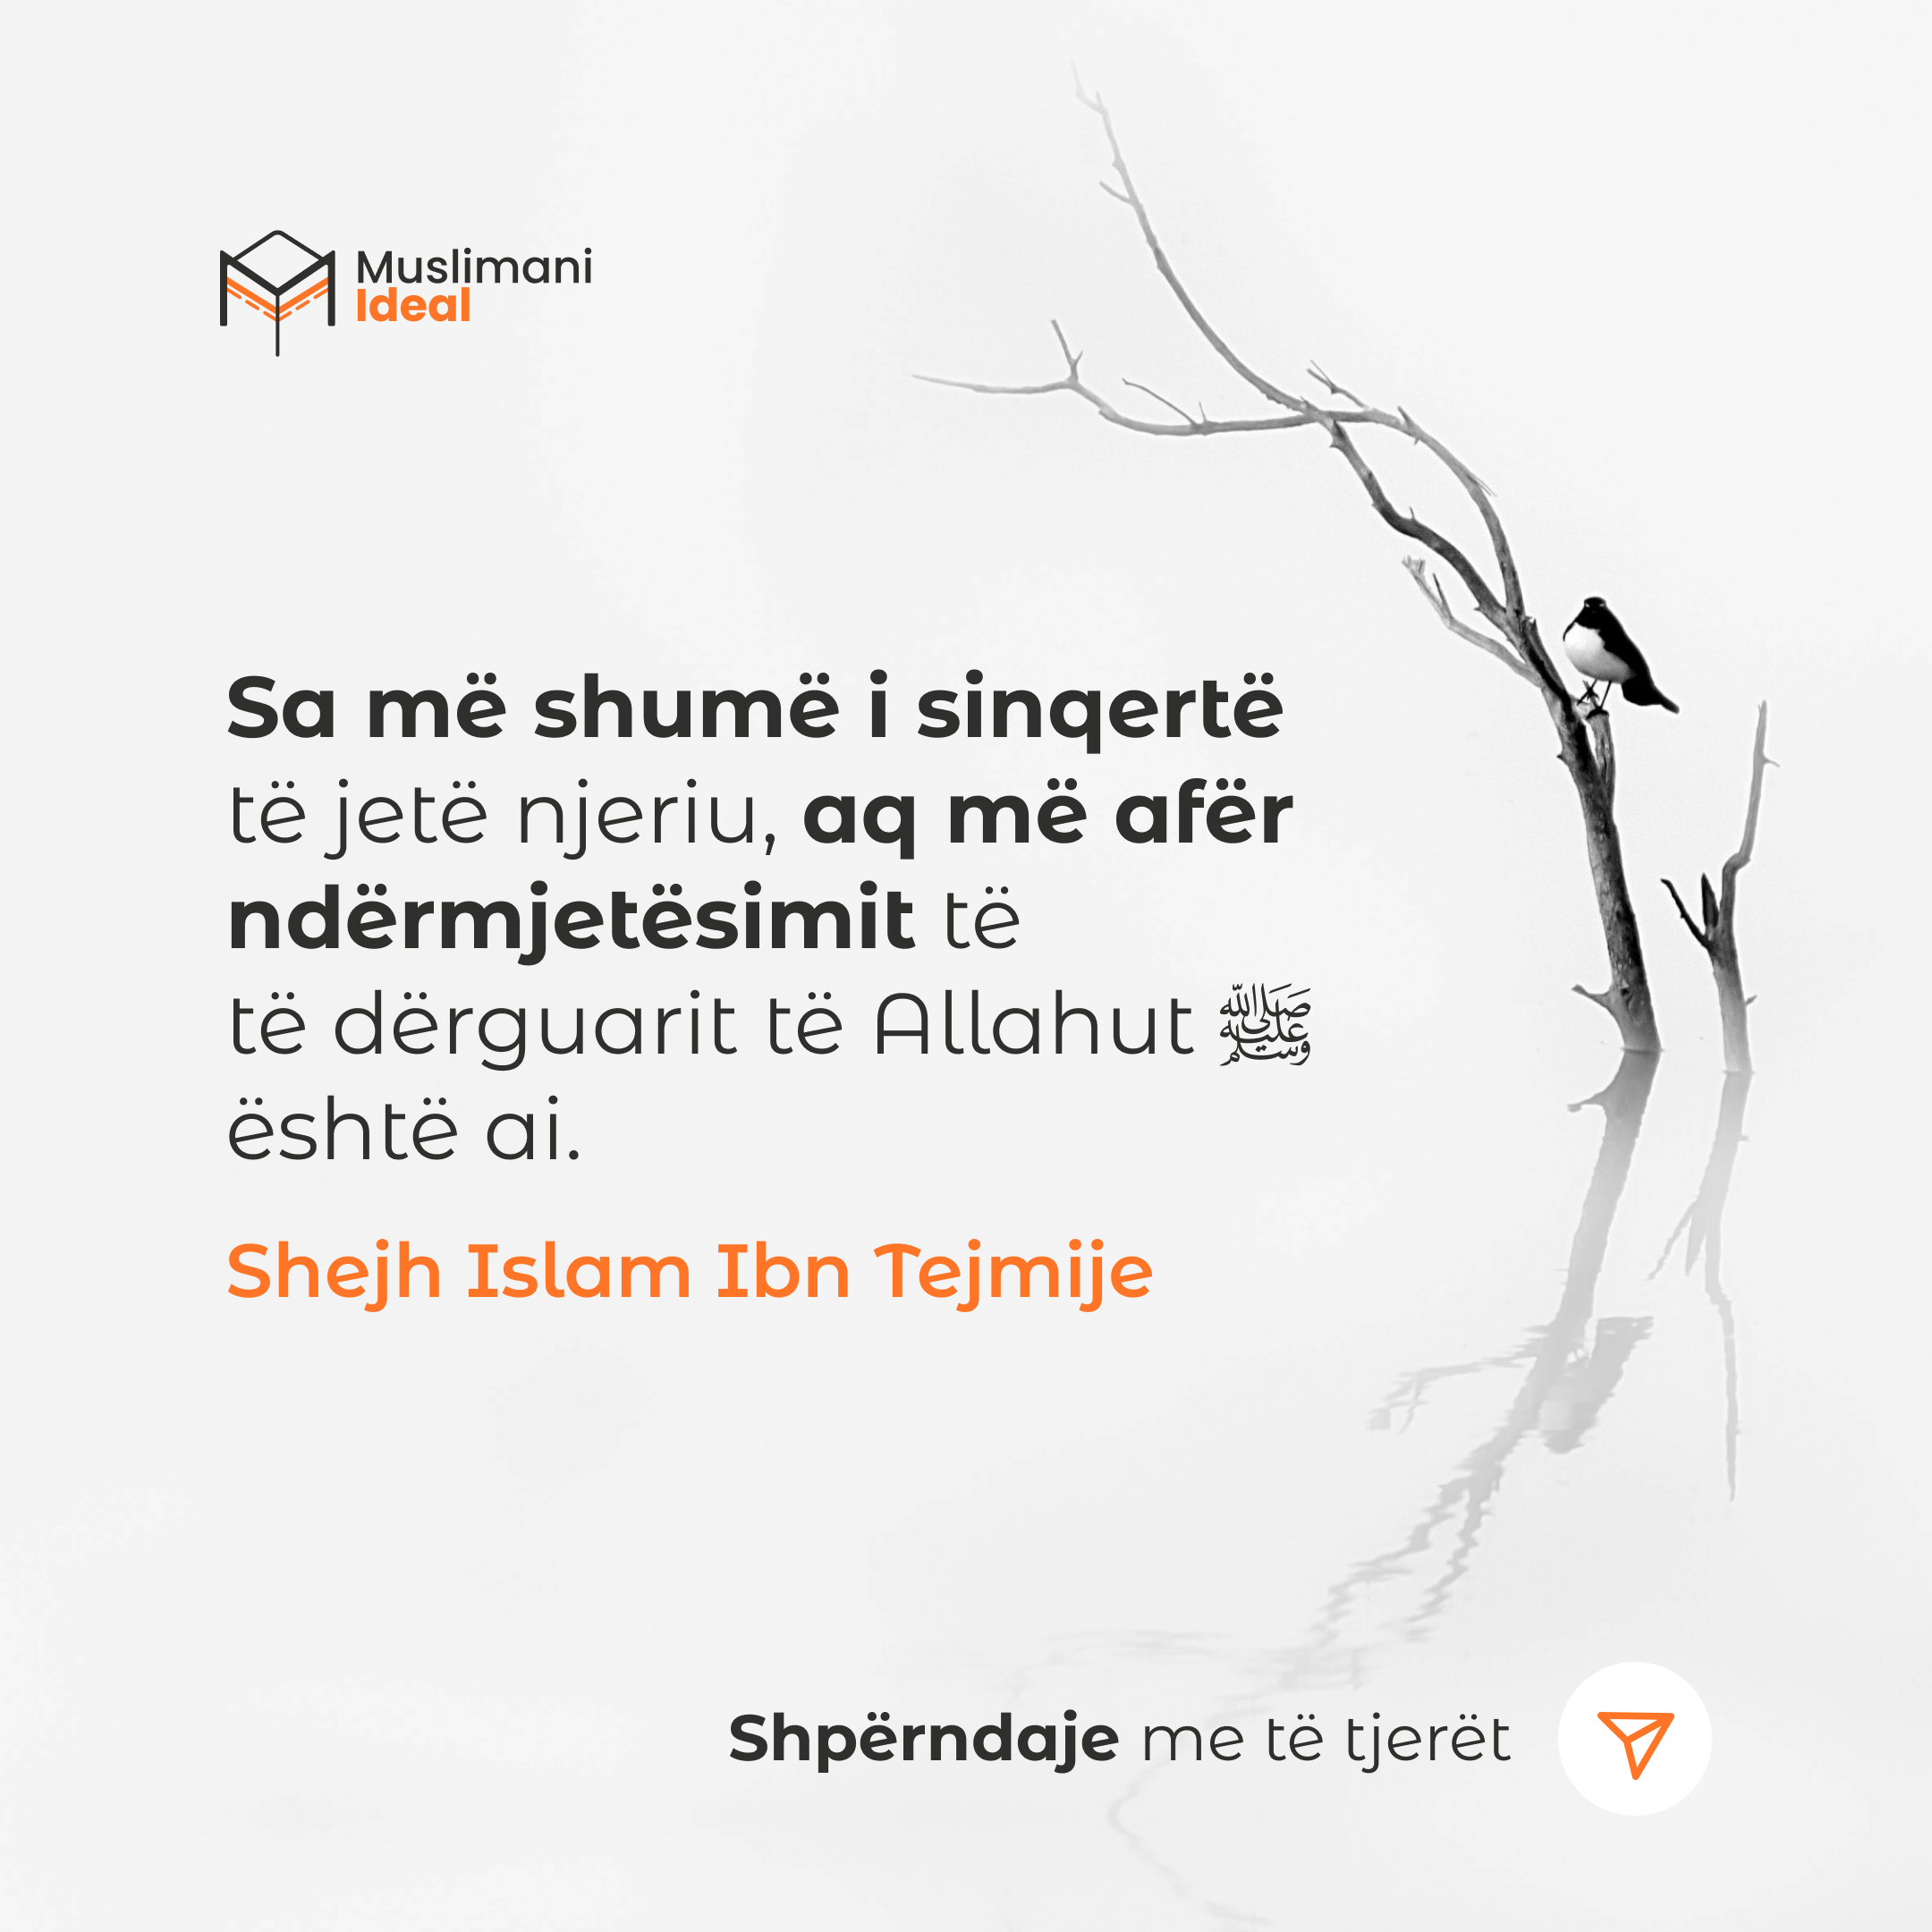 Muslimani
Ideal
Sa më shumë i sinqertë
të jetë njeriu, aq më afër
ndërmjetësimit të
të dërguarit të Allahut ﷺ
është ai.
Shejh Islam Ibn Tejmije
Shpërndaje me të tjerët